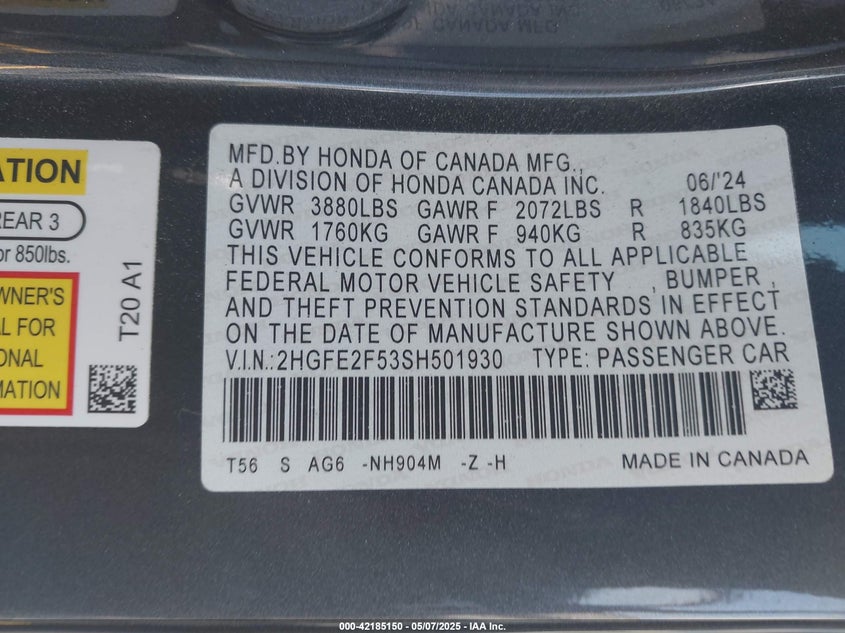 MFD.BY HONDA OF CANADA MFG.,
A DIVISION OF HONDA CANADA INC. 06/'24
GVWR 3880LBS GAWR F 2072LBS R 1840LBS
GVWR 1760KG GAWR F 940KG R 835KG
THIS VEHICLE CONFORMS TO ALL APPLICABLE
FEDERAL MOTOR VEHICLE SAFETY , BUMPER ,
AND THEFT PREVENTION STANDARDS IN EFFECT
ON THE DATE OF MANUFACTURE SHOWN ABOVE.
V.I.N.:2HGFE2F53SH501930 TYPE: PASSENGER CAR
T56 S AG6 -NH904M -Z -H MADE IN CANADA
ATION
REAR 3
or 850lbs.
WNER'S
AL FOR
IONAL
MATION
T20 A1
000-42185150 - 05/07/2025 - IAA Inc.